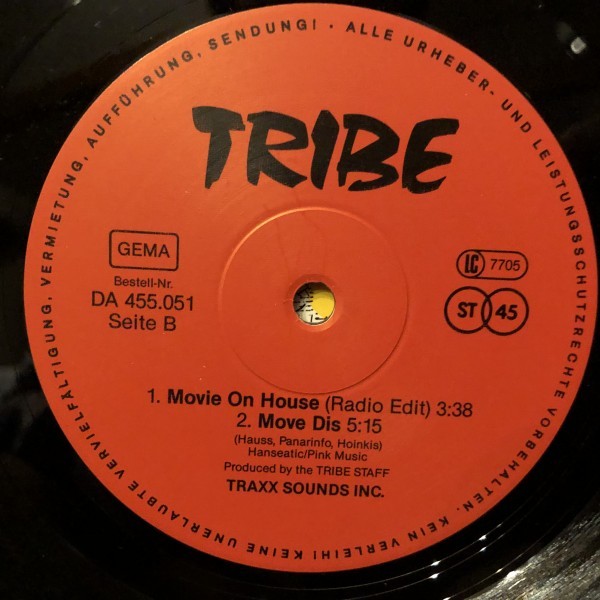 ALLE URHEBER- UND LEISTUNGSSCHUTZRECHTE VORBEHALTEN. KEIN VERLEIH! KEINE UNERLAUBTE VERVIELFÄLTIGUNG, VERMIETUNG, AUFFÜHRUNG, SENDUNG! ·
TRIBE
GEMA
LC 7705
Bestell-Nr.
DA 455.051
Seite B
ST 45
1. Movie On House (Radio Edit) 3:38
2. Move Dis 5:15
(Hauss, Panarinfo, Hoinkis)
Hanseatic/Pink Music
Produced by the TRIBE STAFF
TRAXX SOUNDS INC.